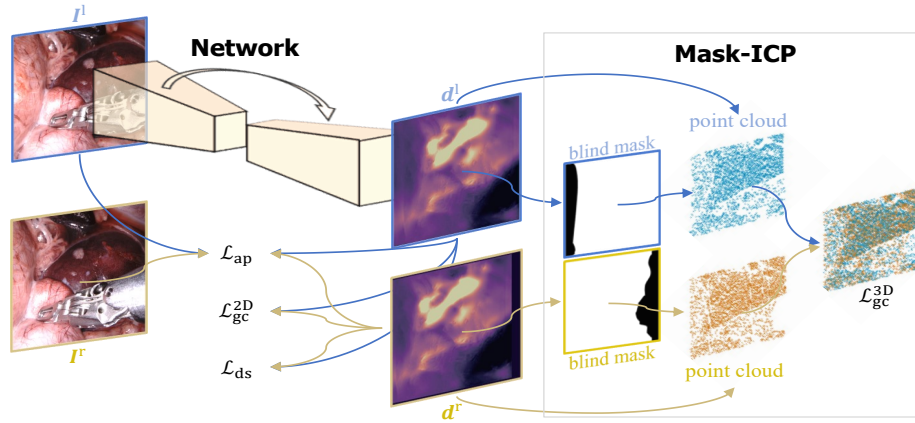 I^l
Network
Mask-ICP
d^l
point cloud
blind mask
L_ap
L_gc^2D
L_gc^3D
I^r
L_ds
blind mask
point cloud
d^r